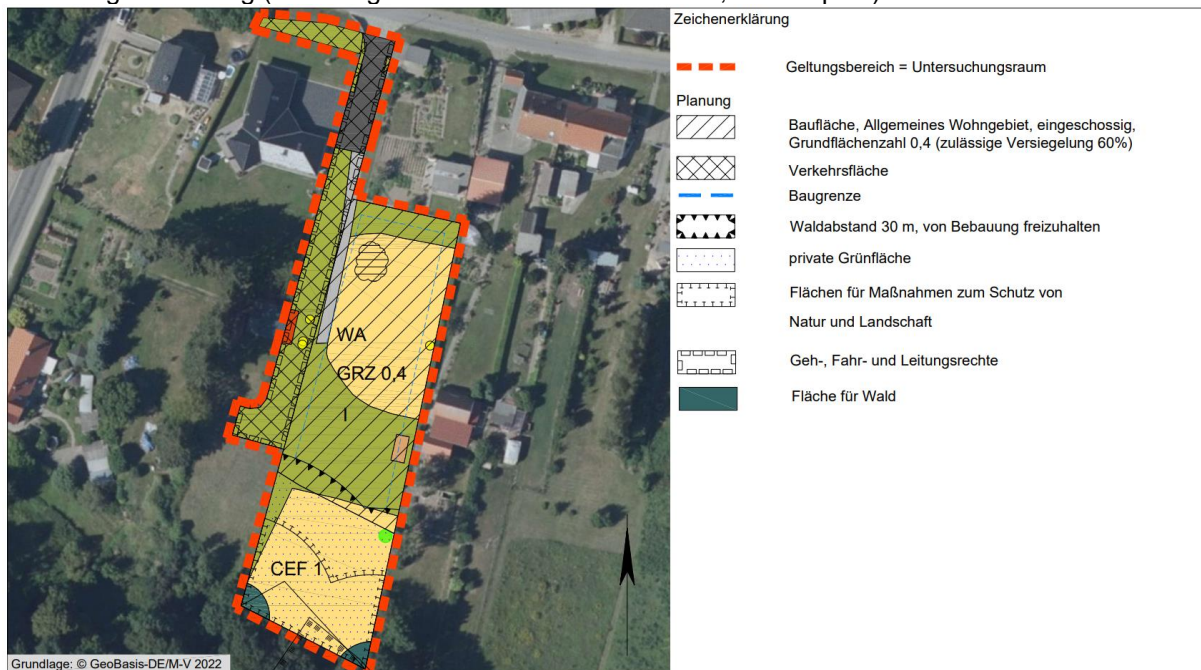 Zeichenerklärung
Geltungsbereich = Untersuchungsraum
Planung
Baufläche, Allgemeines Wohngebiet, eingeschossig,
Grundflächenzahl 0,4 (zulässige Versiegelung 60%)
Verkehrsfläche
Baugrenze
Waldabstand 30 m, von Bebauung freizuhalten
private Grünfläche
Flächen für Maßnahmen zum Schutz von
Natur und Landschaft
Geh-, Fahr- und Leitungsrechte
Fläche für Wald
WA
GRZ 0,4
I
CEF 1
Grundlage: © GeoBasis-DE/M-V 2022